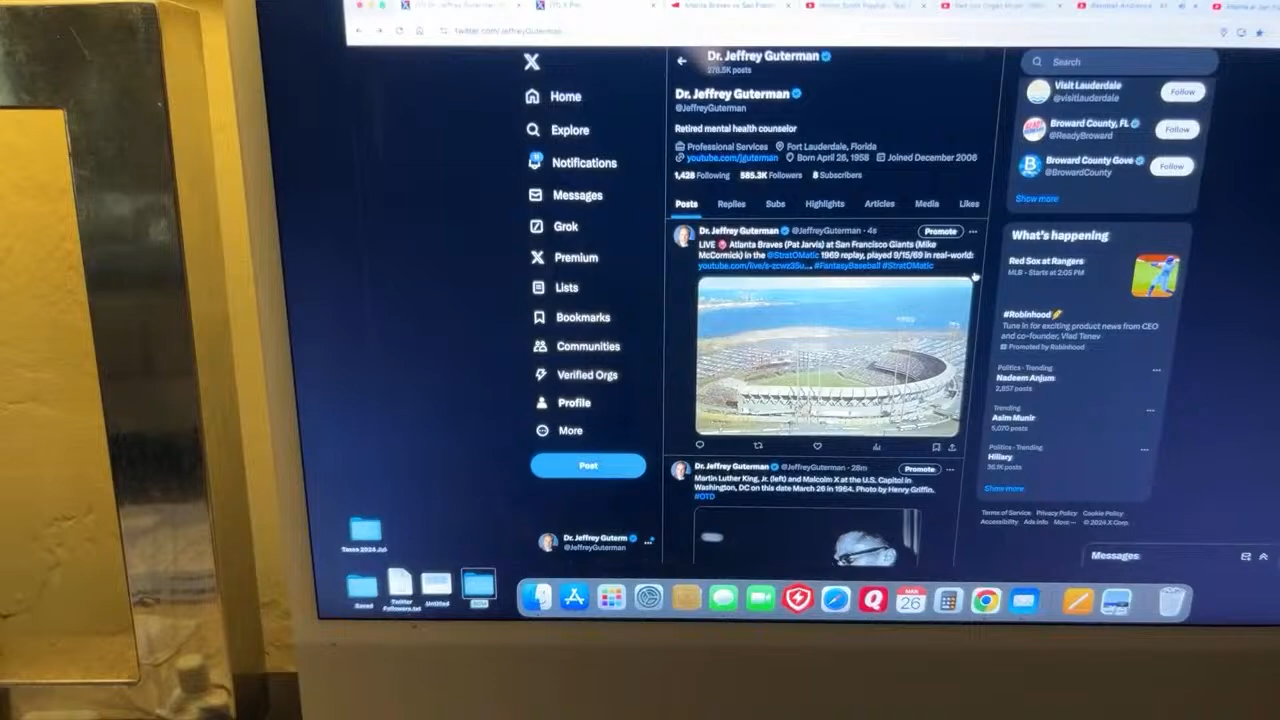 twitter.com/JeffreyGuterman
Dr. Jeffrey Guterman
276.5K posts
Dr. Jeffrey Guterman
@JeffreyGuterman
Retired mental health counselor
Professional Services Fort Lauderdale, Florida
youtube.com/jguterman Born April 26, 1958 Joined December 2006
1,428 Following 585.3K Followers 8 Subscribers
Posts Replies Subs Highlights Articles Media Likes
Home
Explore
Notifications
Messages
Grok
Premium
Lists
Bookmarks
Communities
Verified Orgs
Profile
More
Post
Dr. Jeffrey Guterm
@JeffreyGuterman
Dr. Jeffrey Guterman @JeffreyGuterman · 4s Promote
LIVE Atlanta Braves (Pat Jarvis) at San Francisco Giants (Mike
McCormick) in the @StratOMatic 1969 replay, played 9/15/69 in real-world:
#FantasyBaseball #StratOMatic
Dr. Jeffrey Guterman @JeffreyGuterman · 28m Promote
Martin Luther King, Jr. (left) and Malcolm X at the U.S. Capitol in
Washington, DC on this date March 26 in 1964. Photo by Henry Griffin.
#OTD
Search
Visit Lauderdale
@visitlauderdale
Follow
Broward County, FL
@ReadyBroward
Follow
Broward County Gove
@BrowardCounty
Follow
Show more
What's happening
Red Sox at Rangers
MLB · Starts at 2:05 PM
#Robinhood
Tune in for exciting product news from CEO
and co-founder, Vlad Tenev
Promoted by Robinhood
Politics · Trending
Nadeem Anjum
2,857 posts
Trending
Asim Munir
5,070 posts
Politics · Trending
Hillary
36.1K posts
Show more
Terms of Service Privacy Policy Cookie Policy
Accessibility Ads info More ··· © 2024 X Corp.
Messages
Saved
Twitter
Followers.txt
Untitled
MAR
26